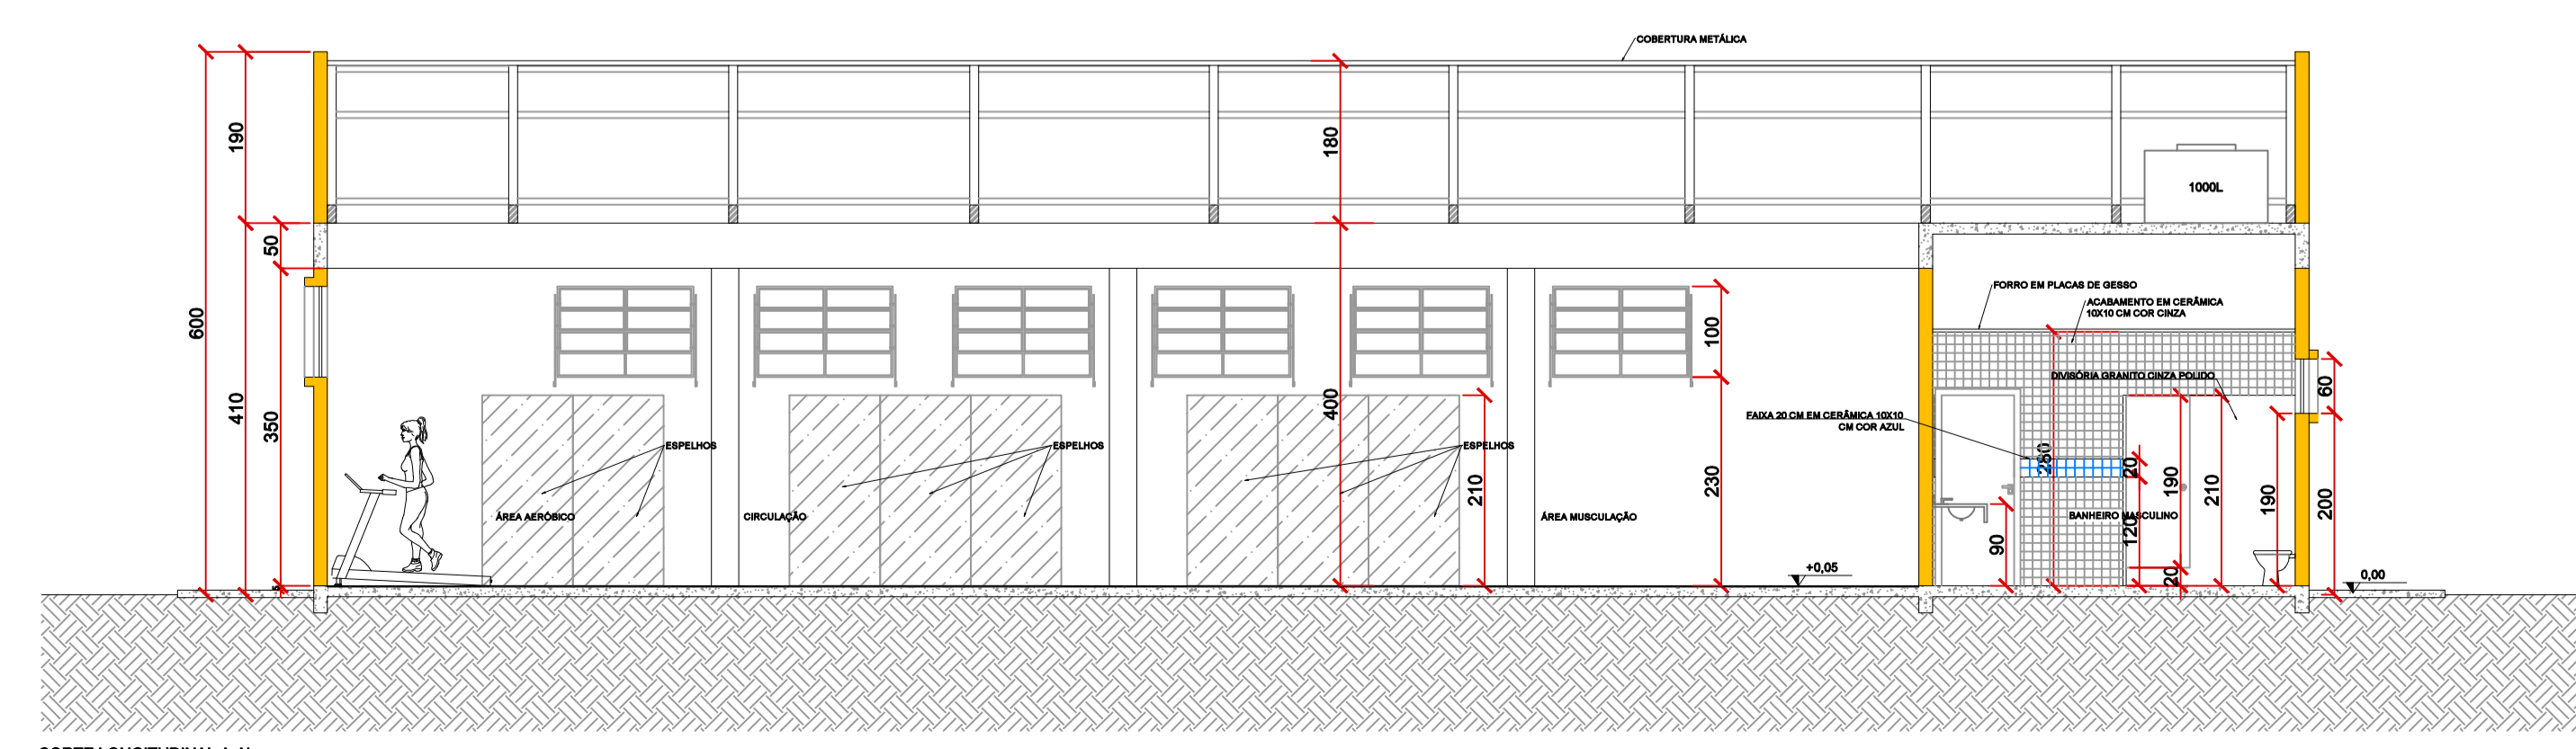 COBERTURA METÁLICA
190
180
1000L
50
FORRO EM PLACAS DE GESSO
ACABAMENTO EM CERÂMICA
10X10 CM COR CINZA
600
100
410
350
400
DIVISÓRIA GRANITO CINZA POLIDO
60
FAIXA 20 CM EM CERÂMICA 10X10
CM COR AZUL
ESPELHOS
ESPELHOS
ESPELHOS
260
20
210
230
190
210
190
200
ÁREA AERÓBICO
CIRCULAÇÃO
ÁREA MUSCULAÇÃO
BANHEIRO MASCULINO
120
90
+0,05
20
0,00
5